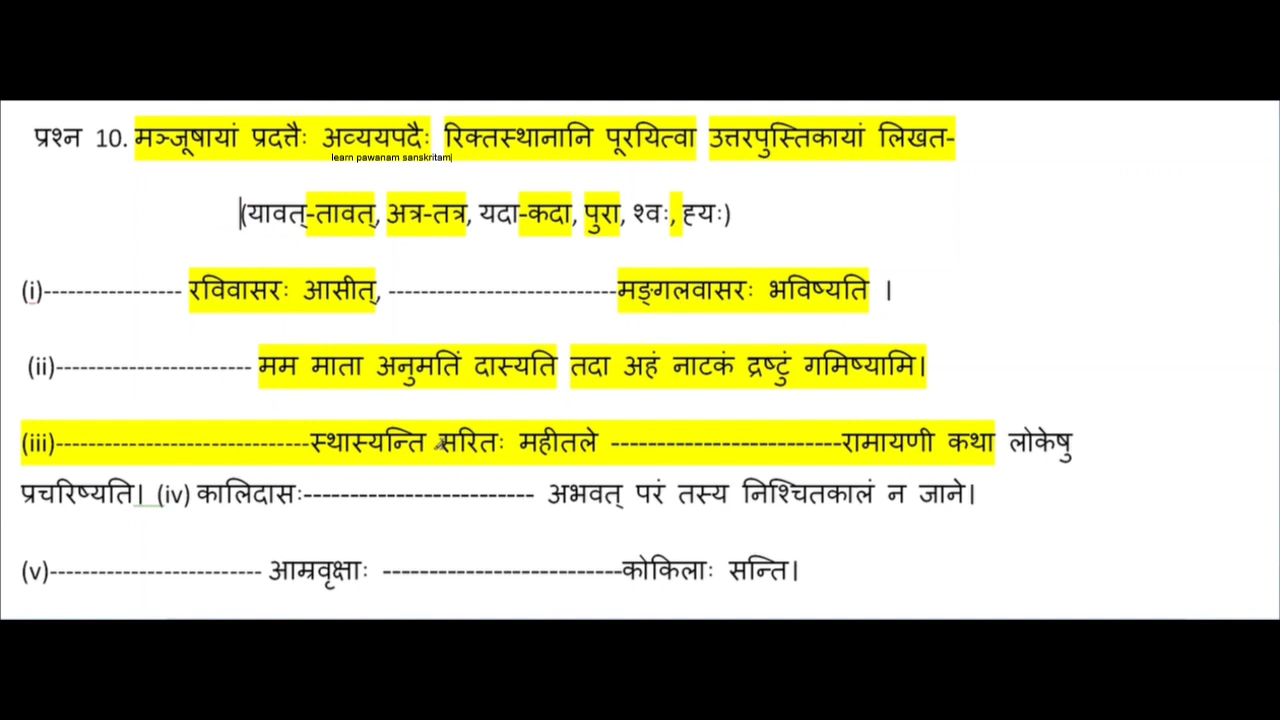 प्रश्न 10. मञ्जूषायां प्रदत्तैः अव्ययपदैः रिक्तस्थानानि पूरयित्वा उत्तरपुस्तिकायां लिखत-
learn pawanam sanskritam
(यावत्-तावत्, अत्र-तत्र, यदा-कदा, पुरा, श्वः, ह्यः)
(i)----------------- रविवासरः आसीत्, ----------------------------मङ्गलवासरः भविष्यति ।
(ii)------------------------ मम माता अनुमतिं दास्यति तदा अहं नाटकं द्रष्टुं गमिष्यामि।
(iii)-------------------------------स्थास्यन्ति सरितः महीतले -------------------------रामायणी कथा लोकेषु
प्रचरिष्यति। (iv) कालिदासः------------------------- अभवत् परं तस्य निश्चितकालं न जाने।
(v)-------------------------- आम्रवृक्षाः --------------------------कोकिलाः सन्ति।